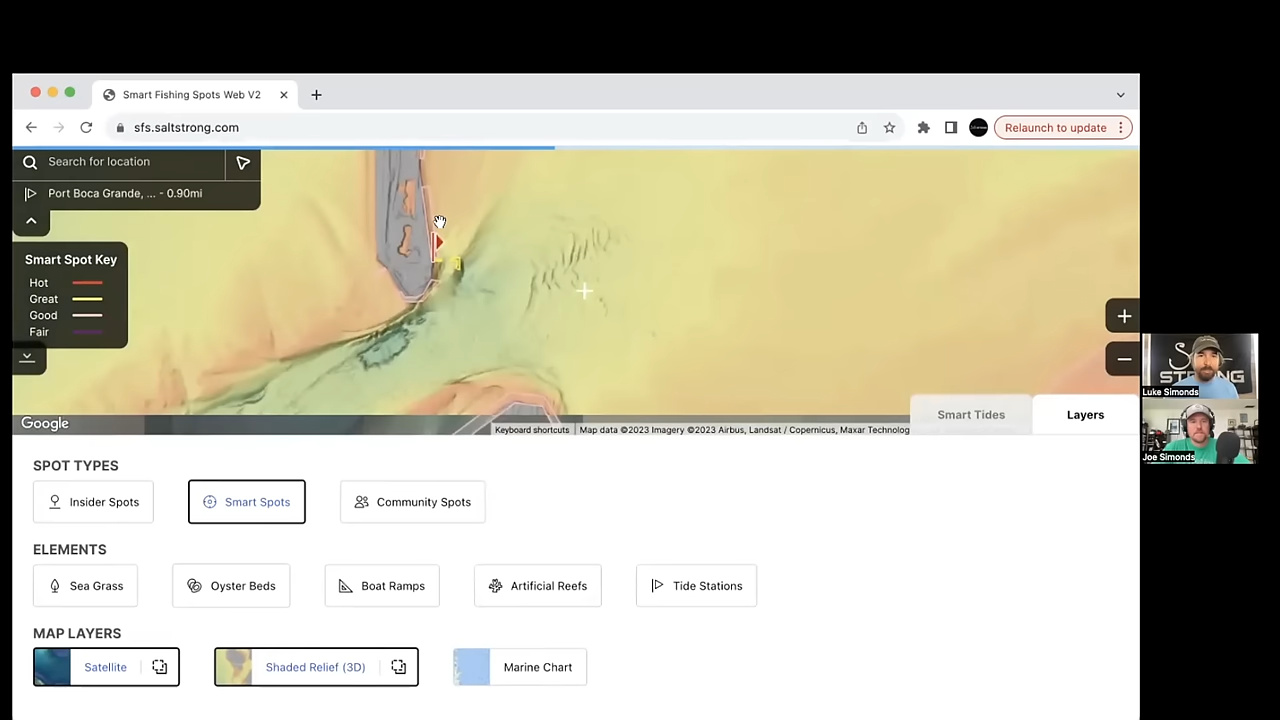 Smart Fishing Spots Web V2
sfs.saltstrong.com
Relaunch to update
Search for location
Port Boca Grande, ... - 0.90mi
Smart Spot Key
Hot
Great
Good
Fair
Google
Keyboard shortcuts
Map data ©2023 Imagery ©2023 Airbus, Landsat / Copernicus, Maxar Technolog
Smart Tides
Layers
SPOT TYPES
Insider Spots
Smart Spots
Community Spots
ELEMENTS
Sea Grass
Oyster Beds
Boat Ramps
Artificial Reefs
Tide Stations
MAP LAYERS
Satellite
Shaded Relief (3D)
Marine Chart
STRONG
Luke Simonds
Joe Simonds